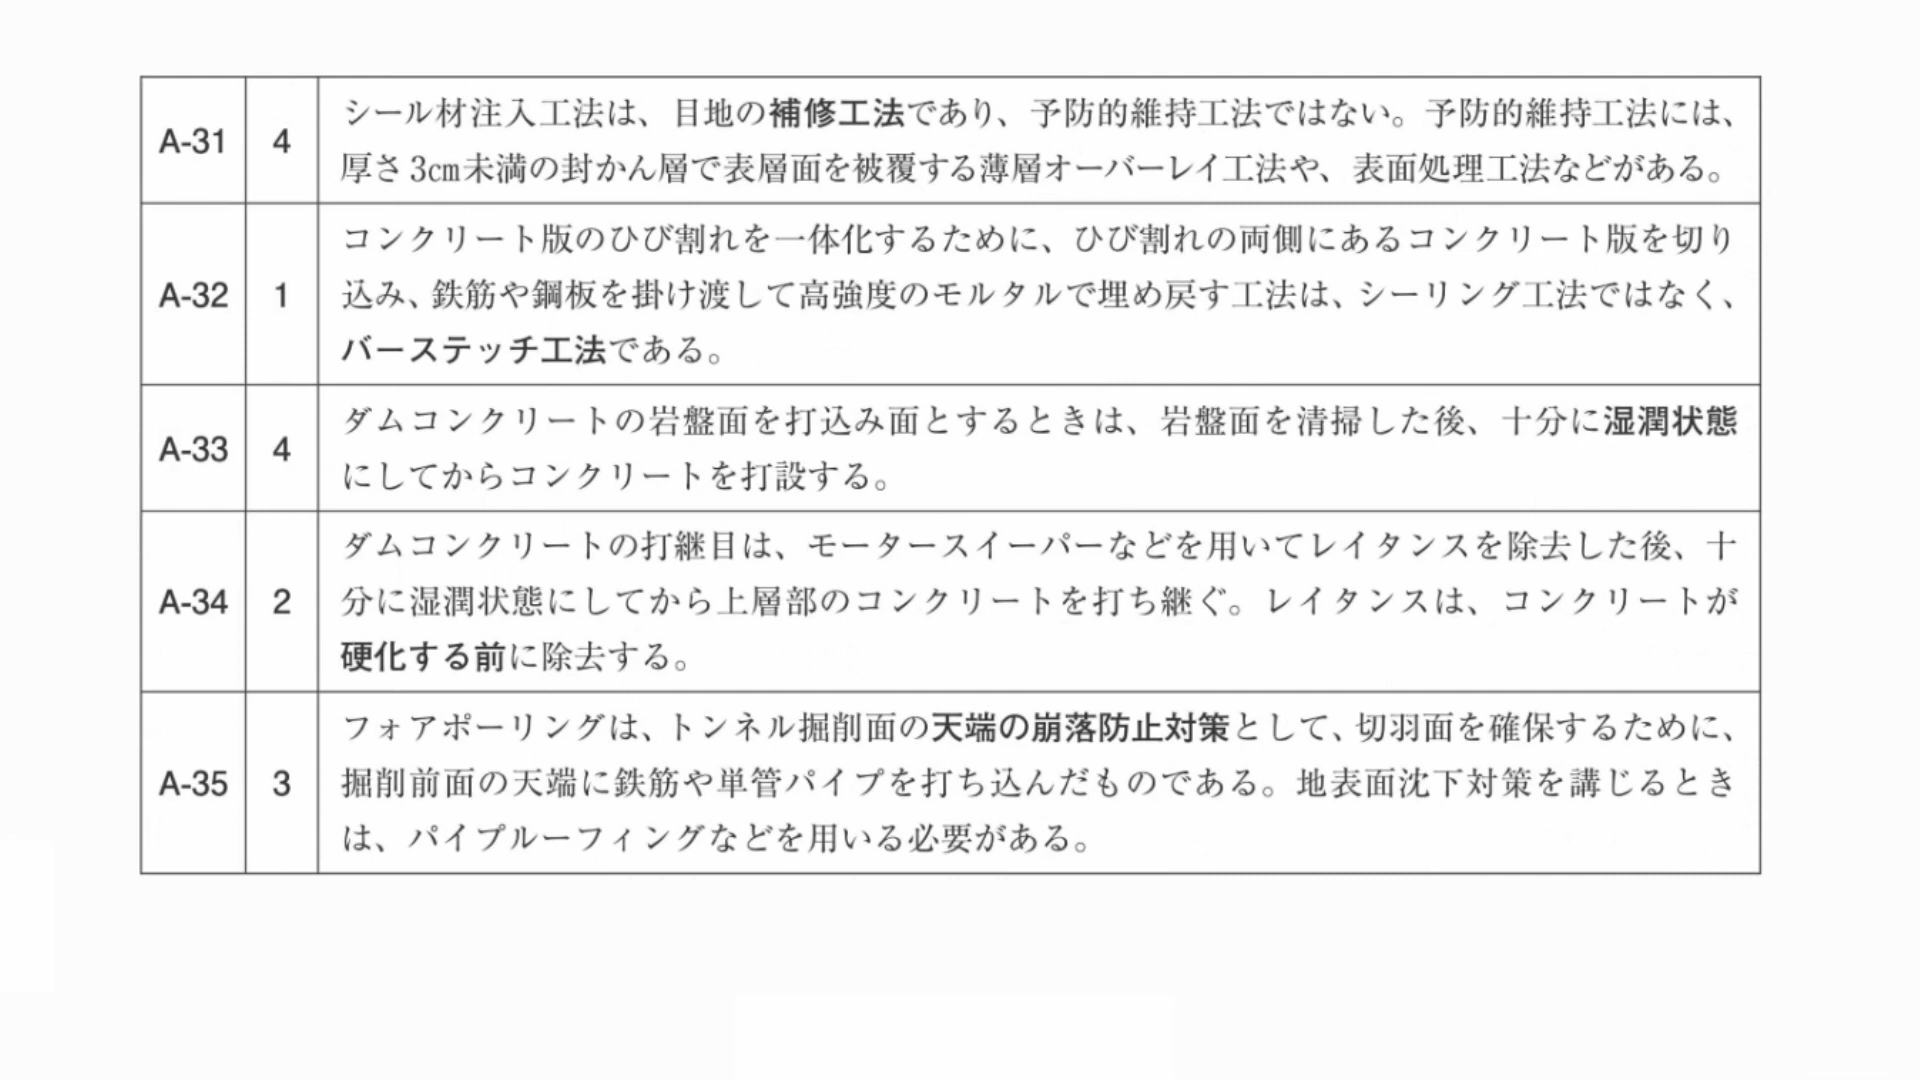 A-31 4 シール材注入工法は、目地の補修工法であり、予防的維持工法ではない。予防的維持工法には、
厚さ3cm未満の封かん層で表層面を被覆する薄層オーバーレイ工法や、表面処理工法などがある。
A-32 1 コンクリート版のひび割れを一体化するために、ひび割れの両側にあるコンクリート版を切り
込み、鉄筋や鋼板を掛け渡して高強度のモルタルで埋め戻す工法は、シーリング工法ではなく、
バーステッチ工法である。
A-33 4 ダムコンクリートの岩盤面を打込み面とするときは、岩盤面を清掃した後、十分に湿潤状態
にしてからコンクリートを打設する。
A-34 2 ダムコンクリートの打継目は、モータースイーパーなどを用いてレイタンスを除去した後、十
分に湿潤状態にしてから上層部のコンクリートを打ち継ぐ。レイタンスは、コンクリートが
硬化する前に除去する。
A-35 3 フォアポーリングは、トンネル掘削面の天端の崩落防止対策として、切羽面を確保するために、
掘削前面の天端に鉄筋や単管パイプを打ち込んだものである。地表面沈下対策を講じるとき
は、パイプルーフィングなどを用いる必要がある。